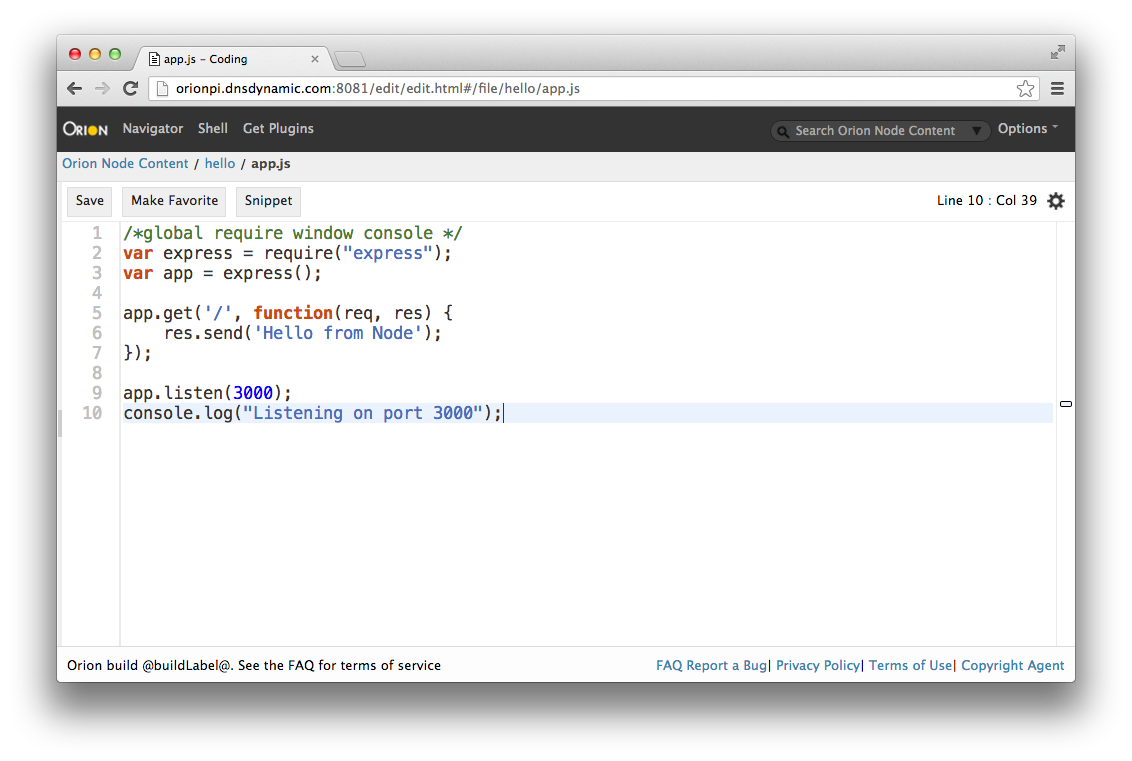 app.js - Coding
orionpi.dnsdynamic.com:8081/edit/edit.html#/file/hello/app.js
ORION Navigator Shell Get Plugins Search Orion Node Content Options
Orion Node Content / hello / app.js
Save Make Favorite Snippet Line 10 : Col 39
1 /*global require window console */
2 var express = require("express");
3 var app = express();
4
5 app.get('/', function(req, res) {
6     res.send('Hello from Node');
7 });
8
9 app.listen(3000);
10 console.log("Listening on port 3000");
Orion build @buildLabel@. See the FAQ for terms of service FAQ Report a Bug| Privacy Policy| Terms of Use| Copyright Agent